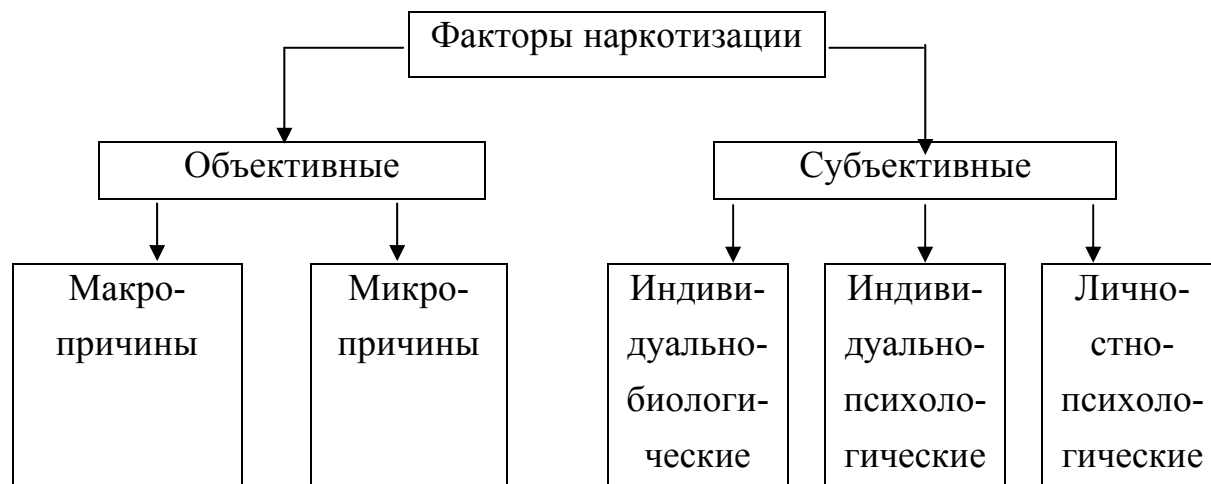 Факторы наркотизации
Объективные
Субъективные
Макро-
причины
Микро-
причины
Индиви-
дуально-
биологи-
ческие
Индиви-
дуально-
психоло-
гические
Лично-
стно-
психоло-
гические